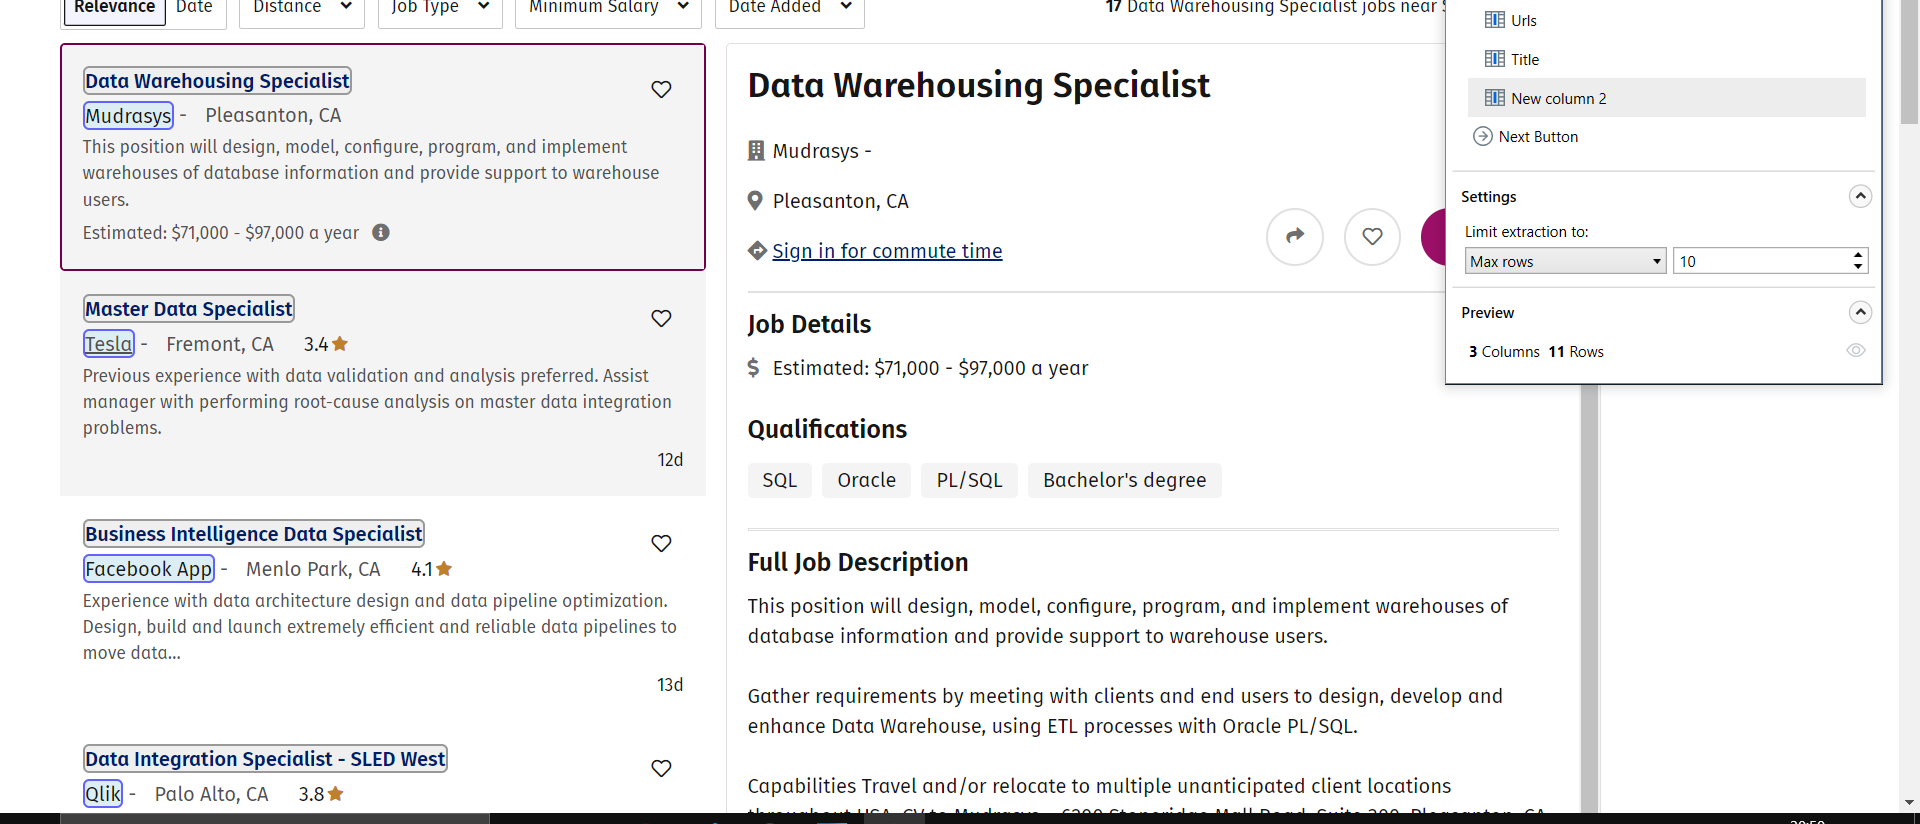 Relevance Date Distance Job Type Minimum Salary Date Added
17 Data Warehousing Specialist jobs near
Data Warehousing Specialist
Mudrasys - Pleasanton, CA
This position will design, model, configure, program, and implement
warehouses of database information and provide support to warehouse
users.
Estimated: $71,000 - $97,000 a year
Master Data Specialist
Tesla - Fremont, CA 3.4
Previous experience with data validation and analysis preferred. Assist
manager with performing root-cause analysis on master data integration
problems.
12d
Business Intelligence Data Specialist
Facebook App - Menlo Park, CA 4.1
Experience with data architecture design and data pipeline optimization.
Design, build and launch extremely efficient and reliable data pipelines to
move data...
13d
Data Integration Specialist - SLED West
Qlik - Palo Alto, CA 3.8
Data Warehousing Specialist
Mudrasys -
Pleasanton, CA
Sign in for commute time
Job Details
$ Estimated: $71,000 - $97,000 a year
Qualifications
SQL Oracle PL/SQL Bachelor's degree
Full Job Description
This position will design, model, configure, program, and implement warehouses of
database information and provide support to warehouse users.
Gather requirements by meeting with clients and end users to design, develop and
enhance Data Warehouse, using ETL processes with Oracle PL/SQL.
Capabilities Travel and/or relocate to multiple unanticipated client locations
Urls
Title
New column 2
Next Button
Settings
Limit extraction to:
Max rows 10
Preview
3 Columns 11 Rows